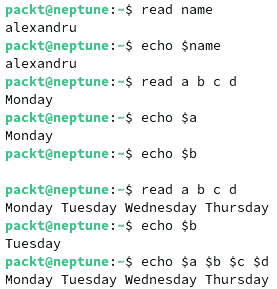 packt@neptune:~$ read name
alexandru
packt@neptune:~$ echo $name
alexandru
packt@neptune:~$ read a b c d
Monday
packt@neptune:~$ echo $a
Monday
packt@neptune:~$ echo $b

packt@neptune:~$ read a b c d
Monday Tuesday Wednesday Thursday
packt@neptune:~$ echo $b
Tuesday
packt@neptune:~$ echo $a $b $c $d
Monday Tuesday Wednesday Thursday